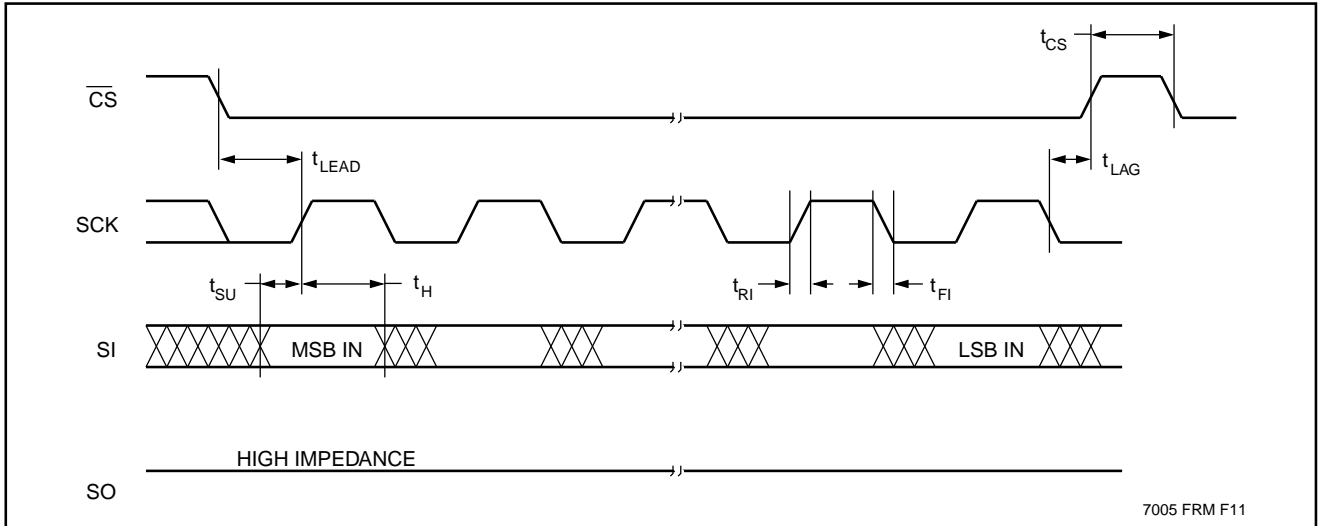 tCS
CS
tLEAD
tLAG
SCK
tSU
tH
tRI
tFI
SI
MSB IN
LSB IN
HIGH IMPEDANCE
SO
7005 FRM F11